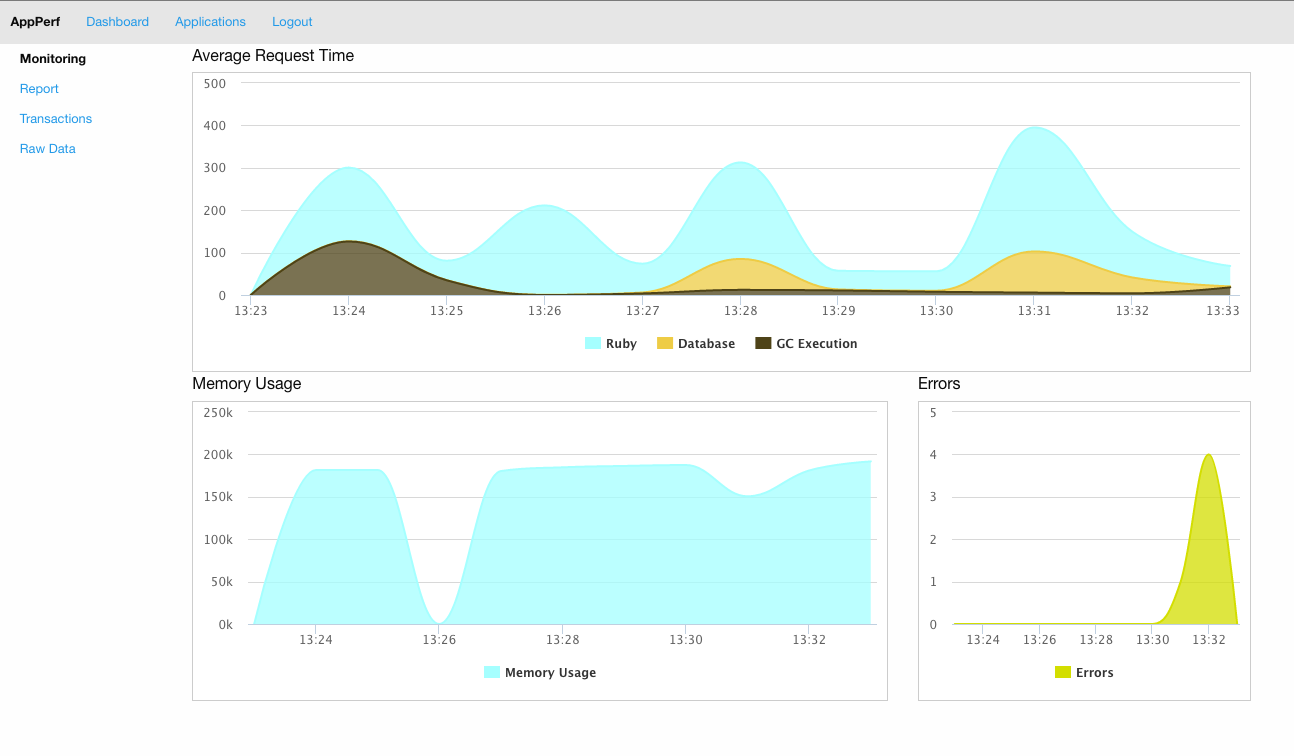 AppPerf Dashboard Applications Logout
Monitoring
Report
Transactions
Raw Data
Average Request Time
500
400
300
200
100
0
13:23 13:24 13:25 13:26 13:27 13:28 13:29 13:30 13:31 13:32 13:33
Ruby Database GC Execution
Memory Usage
250k
200k
150k
100k
50k
0k
13:24 13:26 13:28 13:30 13:32
Memory Usage
Errors
5
4
3
2
1
0
13:24 13:26 13:28 13:30 13:32
Errors